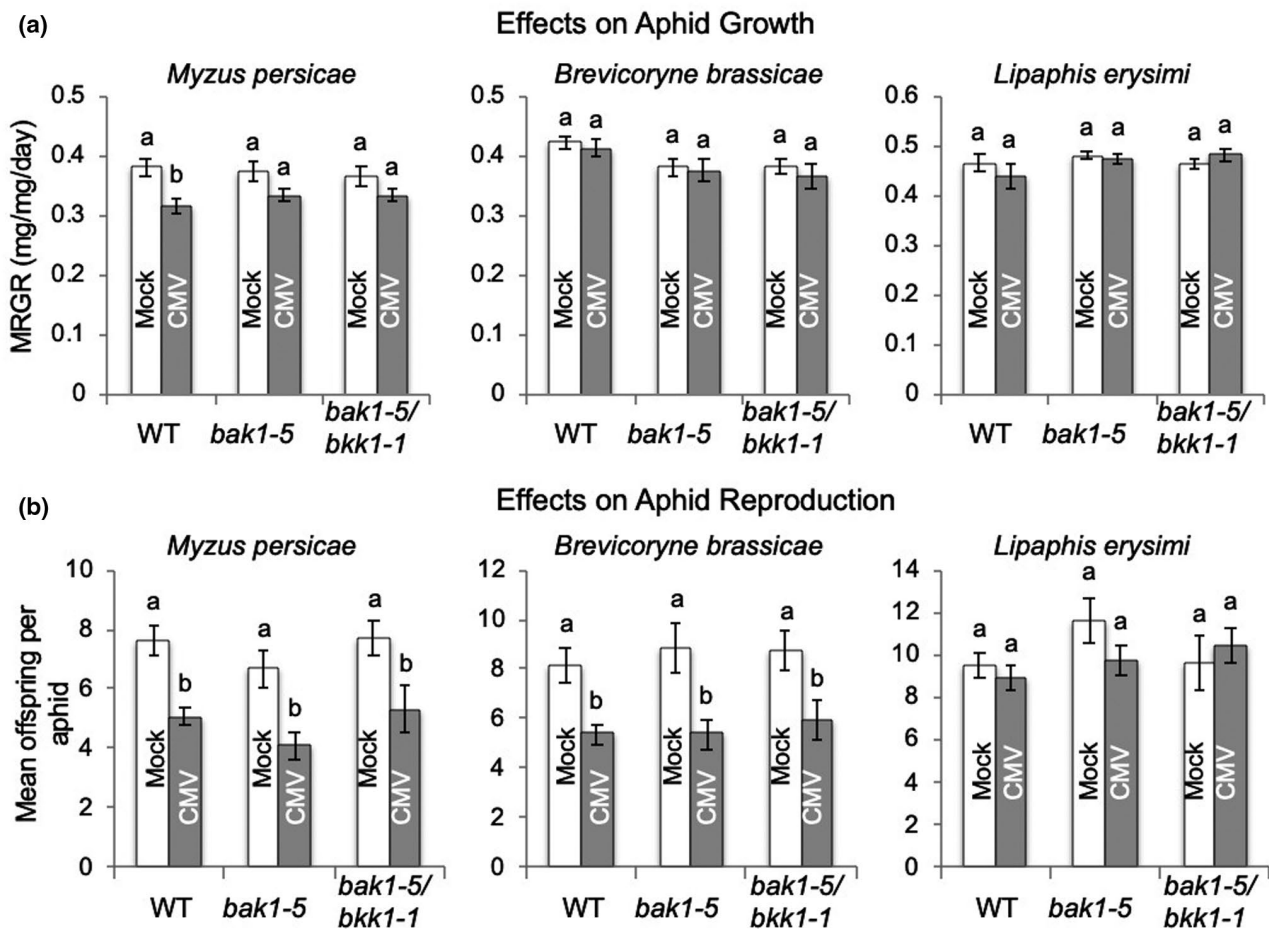 (a)
Effects on Aphid Growth
Myzus persicae
Brevicoryne brassicae
Lipaphis erysimi
MRGR (mg/mg/day)
0.5
0.4
0.3
0.2
0.1
0
a
b
a
a
a
a
Mock
CMV
Mock
CMV
Mock
CMV
WT
bak1-5
bak1-5/
bkk1-1
0.5
0.4
0.3
0.2
0.1
0
a
a
a
a
a
a
Mock
CMV
Mock
CMV
Mock
CMV
WT
bak1-5
bak1-5/
bkk1-1
0.6
0.5
0.4
0.3
0.2
0.1
0
a
a
a
a
a
a
Mock
CMV
Mock
CMV
Mock
CMV
WT
bak1-5
bak1-5/
bkk1-1
(b)
Effects on Aphid Reproduction
Myzus persicae
Brevicoryne brassicae
Lipaphis erysimi
Mean offspring per
aphid
10
8
6
4
2
0
a
b
a
b
a
b
Mock
CMV
Mock
CMV
Mock
CMV
WT
bak1-5
bak1-5/
bkk1-1
12
10
8
6
4
2
0
a
b
a
b
a
b
Mock
CMV
Mock
CMV
Mock
CMV
WT
bak1-5
bak1-5/
bkk1-1
14
12
10
8
6
4
2
0
a
a
a
a
a
a
Mock
CMV
Mock
CMV
Mock
CMV
WT
bak1-5
bak1-5/
bkk1-1